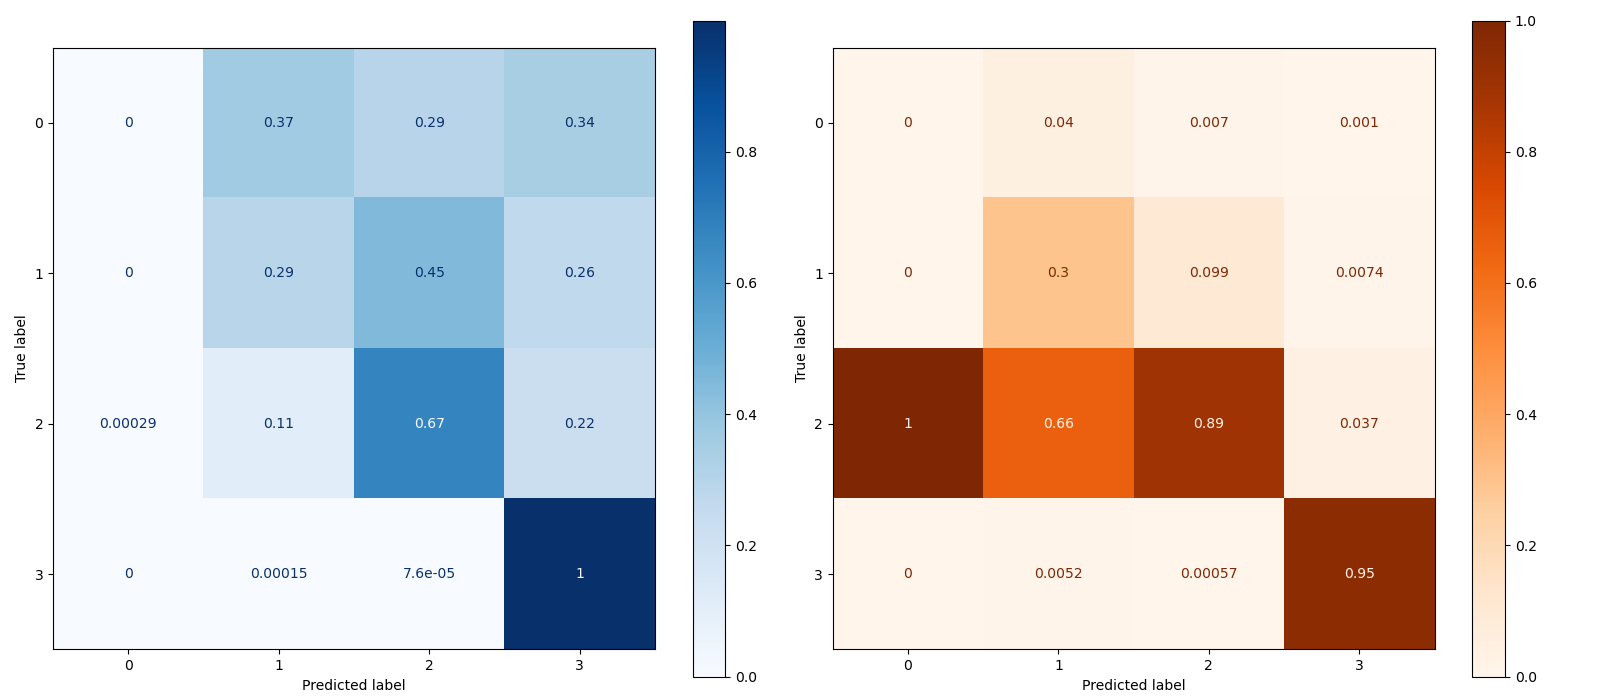 0 0 0.37 0.29 0.34
1 0 0.29 0.45 0.26
2 0.00029 0.11 0.67 0.22
3 0 0.00015 7.6e-05 1
0 1 2 3
True label
Predicted label
0.8
0.6
0.4
0.2
0.0
0 0 0.04 0.007 0.001
1 0 0.3 0.099 0.0074
2 1 0.66 0.89 0.037
3 0 0.0052 0.00057 0.95
0 1 2 3
True label
Predicted label
1.0
0.8
0.6
0.4
0.2
0.0